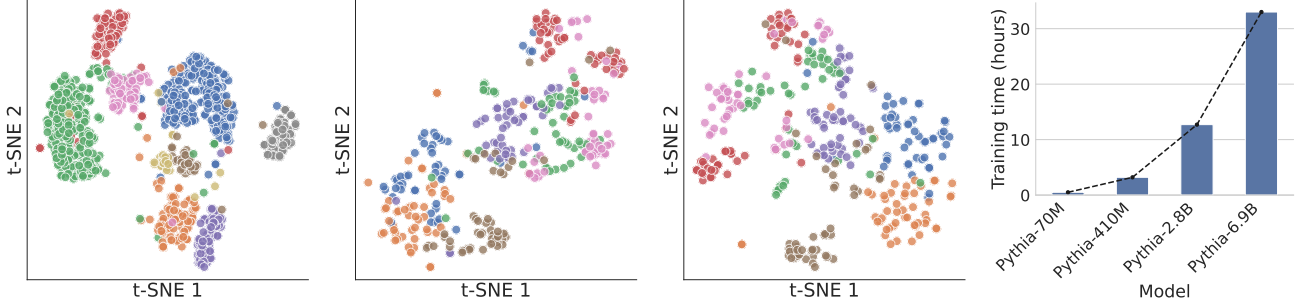 t-SNE 2
t-SNE 1
t-SNE 2
t-SNE 1
t-SNE 2
t-SNE 1
Training time (hours)
30
20
10
0
Pythia-70M
Pythia-410M
Pythia-2.8B
Pythia-6.9B
Model